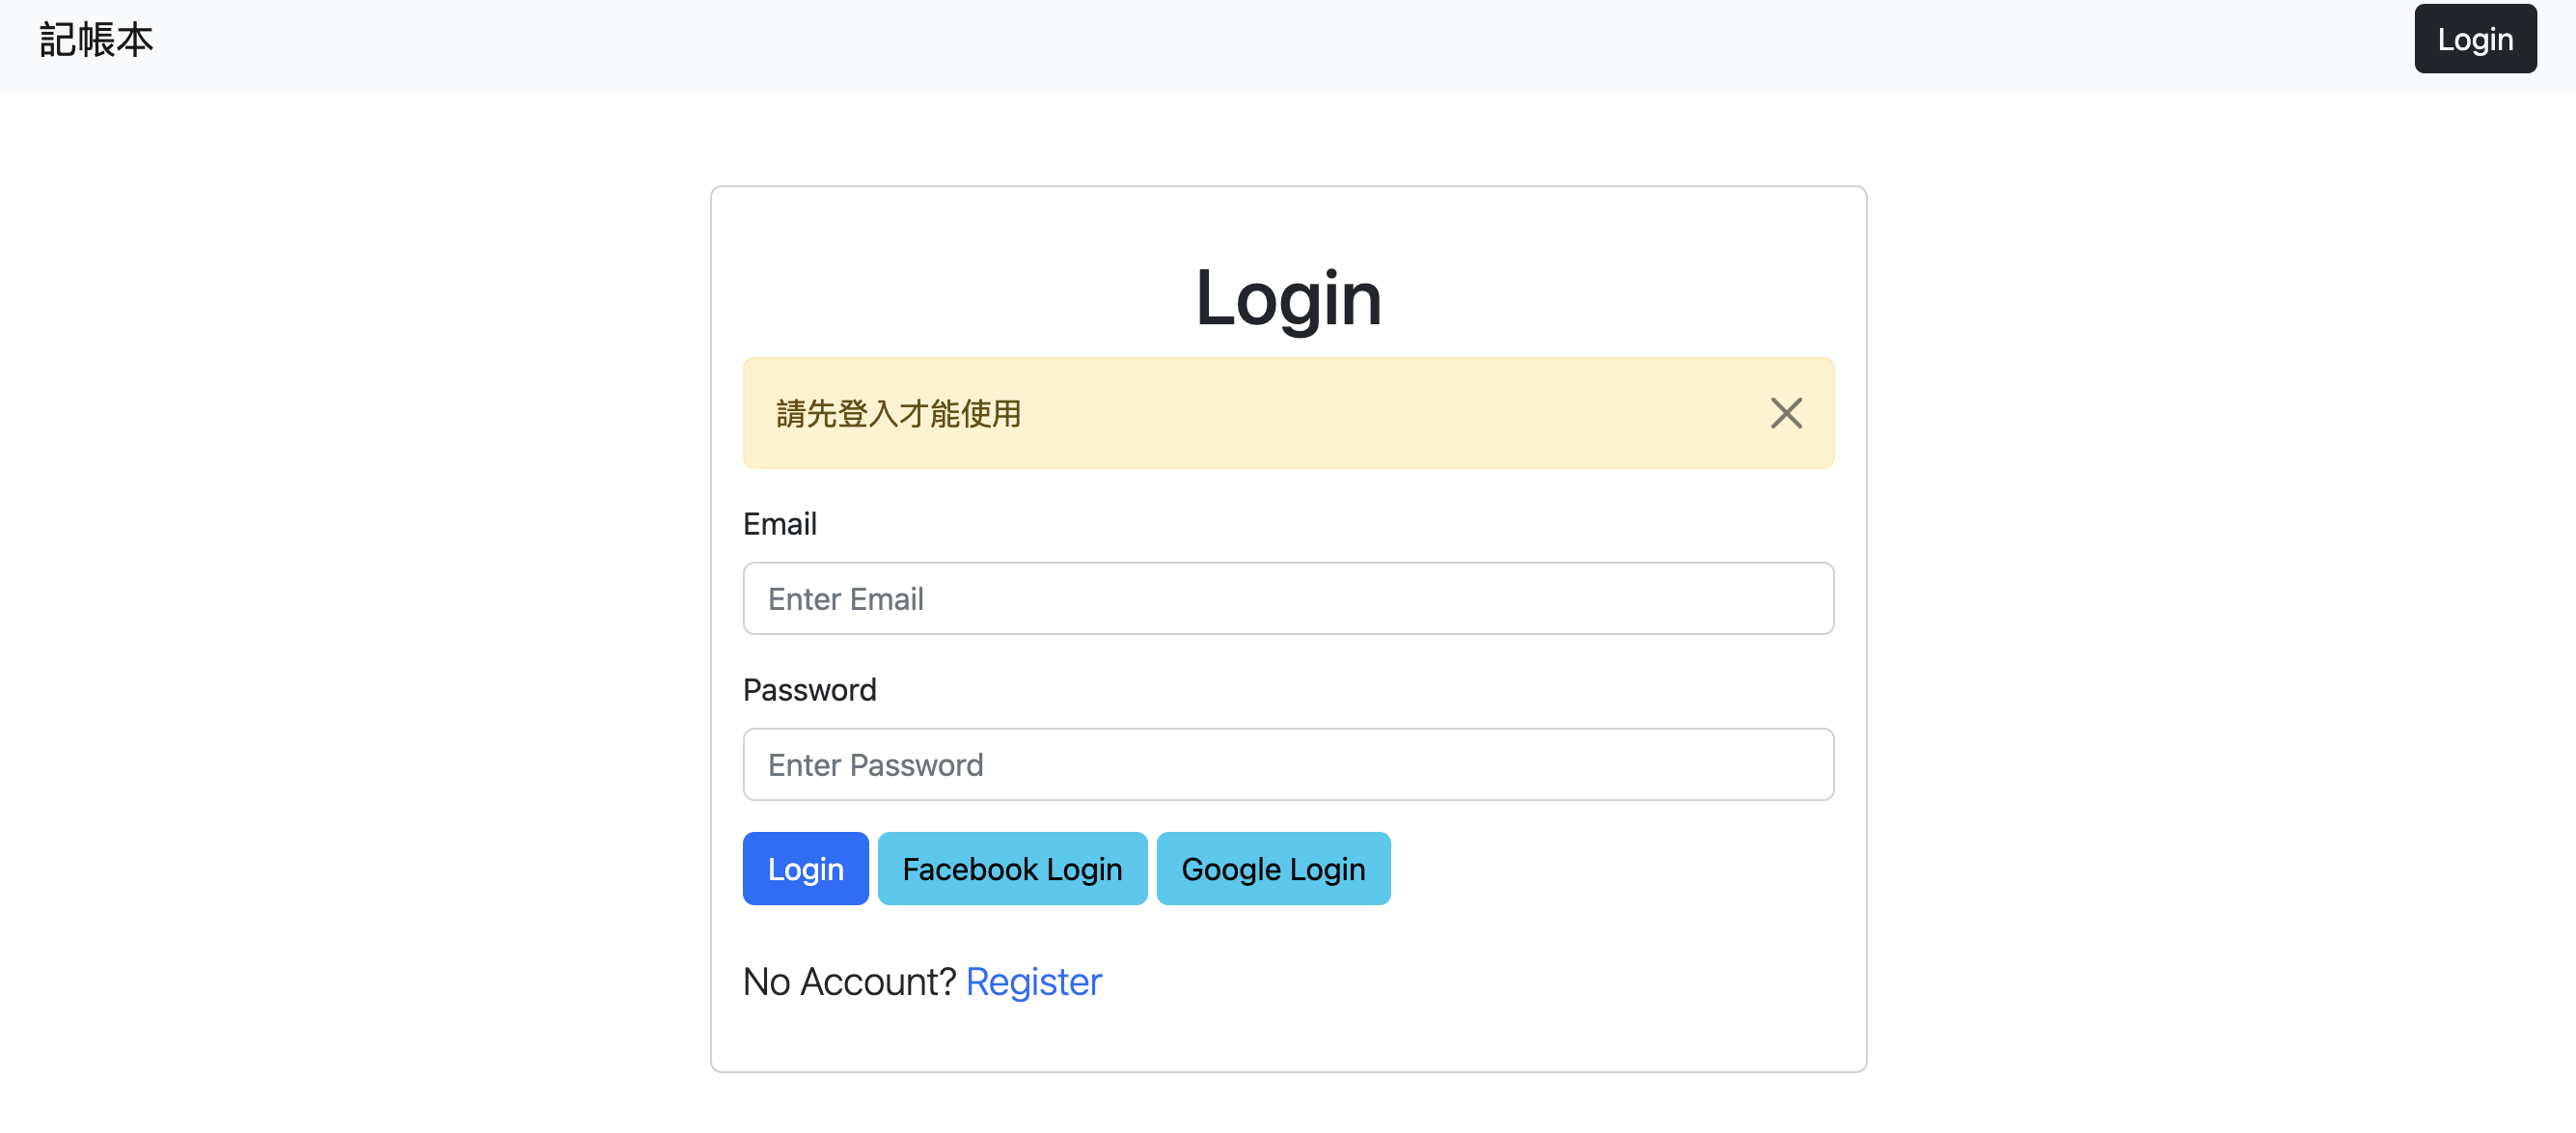 記帳本
Login
Login
請先登入才能使用
Email
Enter Email
Password
Enter Password
Login Facebook Login Google Login
No Account? Register